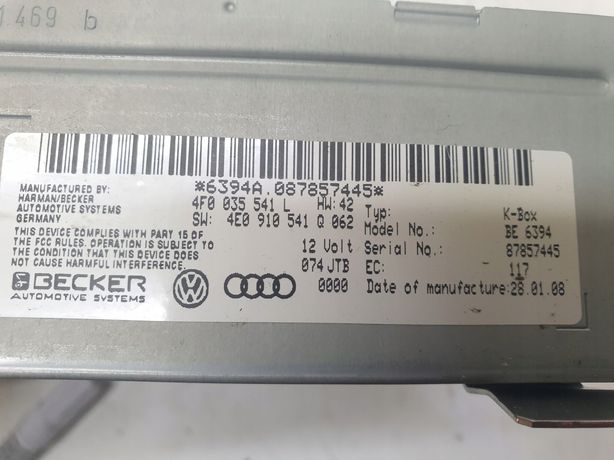 1469 b
*6394A.087857445*
MANUFACTURED BY:
HARMAN/BECKER
AUTOMOTIVE SYSTEMS
GERMANY
THIS DEVICE COMPLIES WITH PART 15 OF
THE FCC RULES. OPERATION IS SUBJECT TO
THE CONDITION THAT THIS DEVICE DOES
NOT CAUSE HARMFUL INTERFERENCE.
BECKER
AUTOMOTIVE SYSTEMS
4F0 035 541 L HW: 42
SW: 4E0 910 541 Q 062
12 Volt
074 JTB
0000
Typ: K-Box
Model No.: BE 6394
Serial No.: 87857445
EC: 117
Date of manufacture: 28.01.08